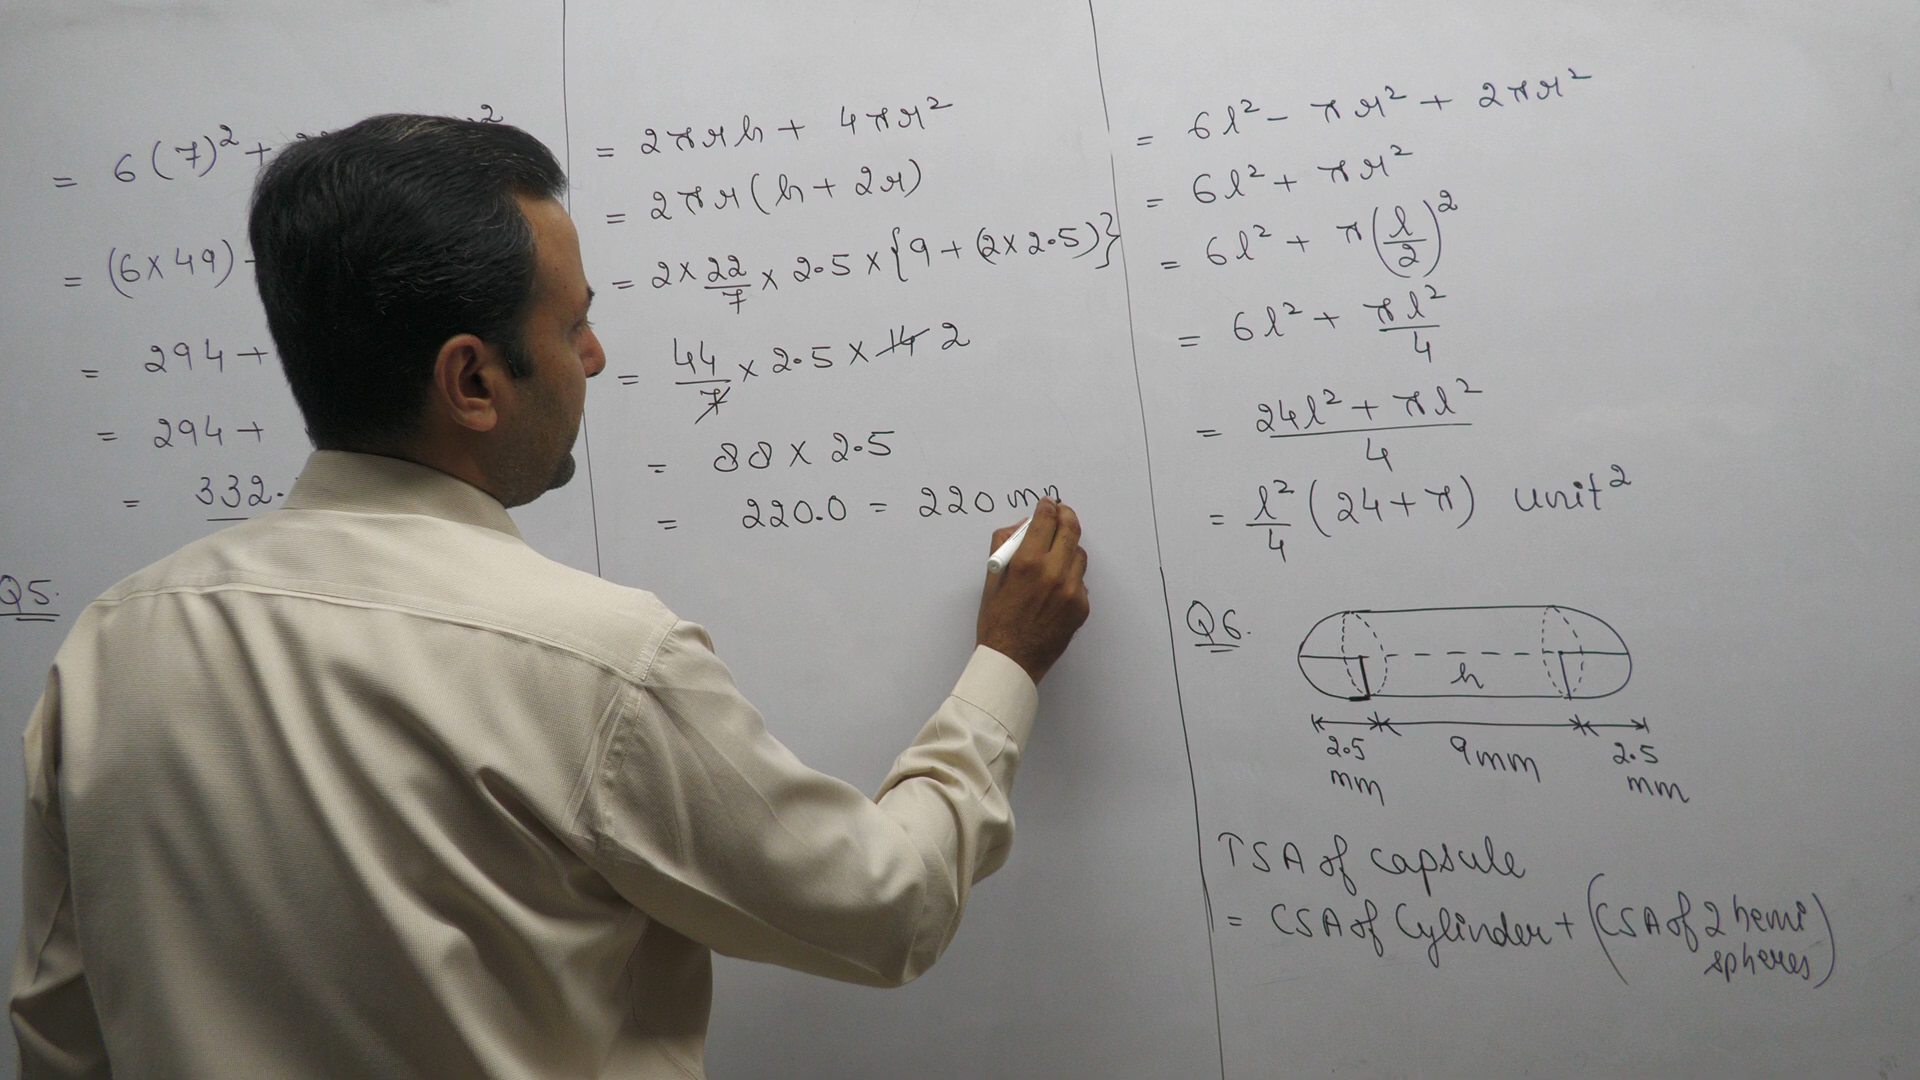 = 6(7)² +
= (6×49)
= 294 +
= 294 +
= 332.
Q5.
= 2πrh + 4πr²
= 2πr(h + 2r)
= 2 × 22/7 × 2.5 × {9 + (2 × 2.5)}
= 44/7 × 2.5 × 14 2
= 88 × 2.5
= 220.0 = 220 mm
= 6l² - πr² + 2πr²
= 6l² + πr²
= 6l² + π(l/2)²
= 6l² + πl²/4
= 24l² + πl²/4
= l²/4 (24 + π) unit²
Q6.
h
2.5 mm 9mm 2.5 mm
TSA of capsule
= CSA of Cylinder + (CSA of 2 hemi
spheres)